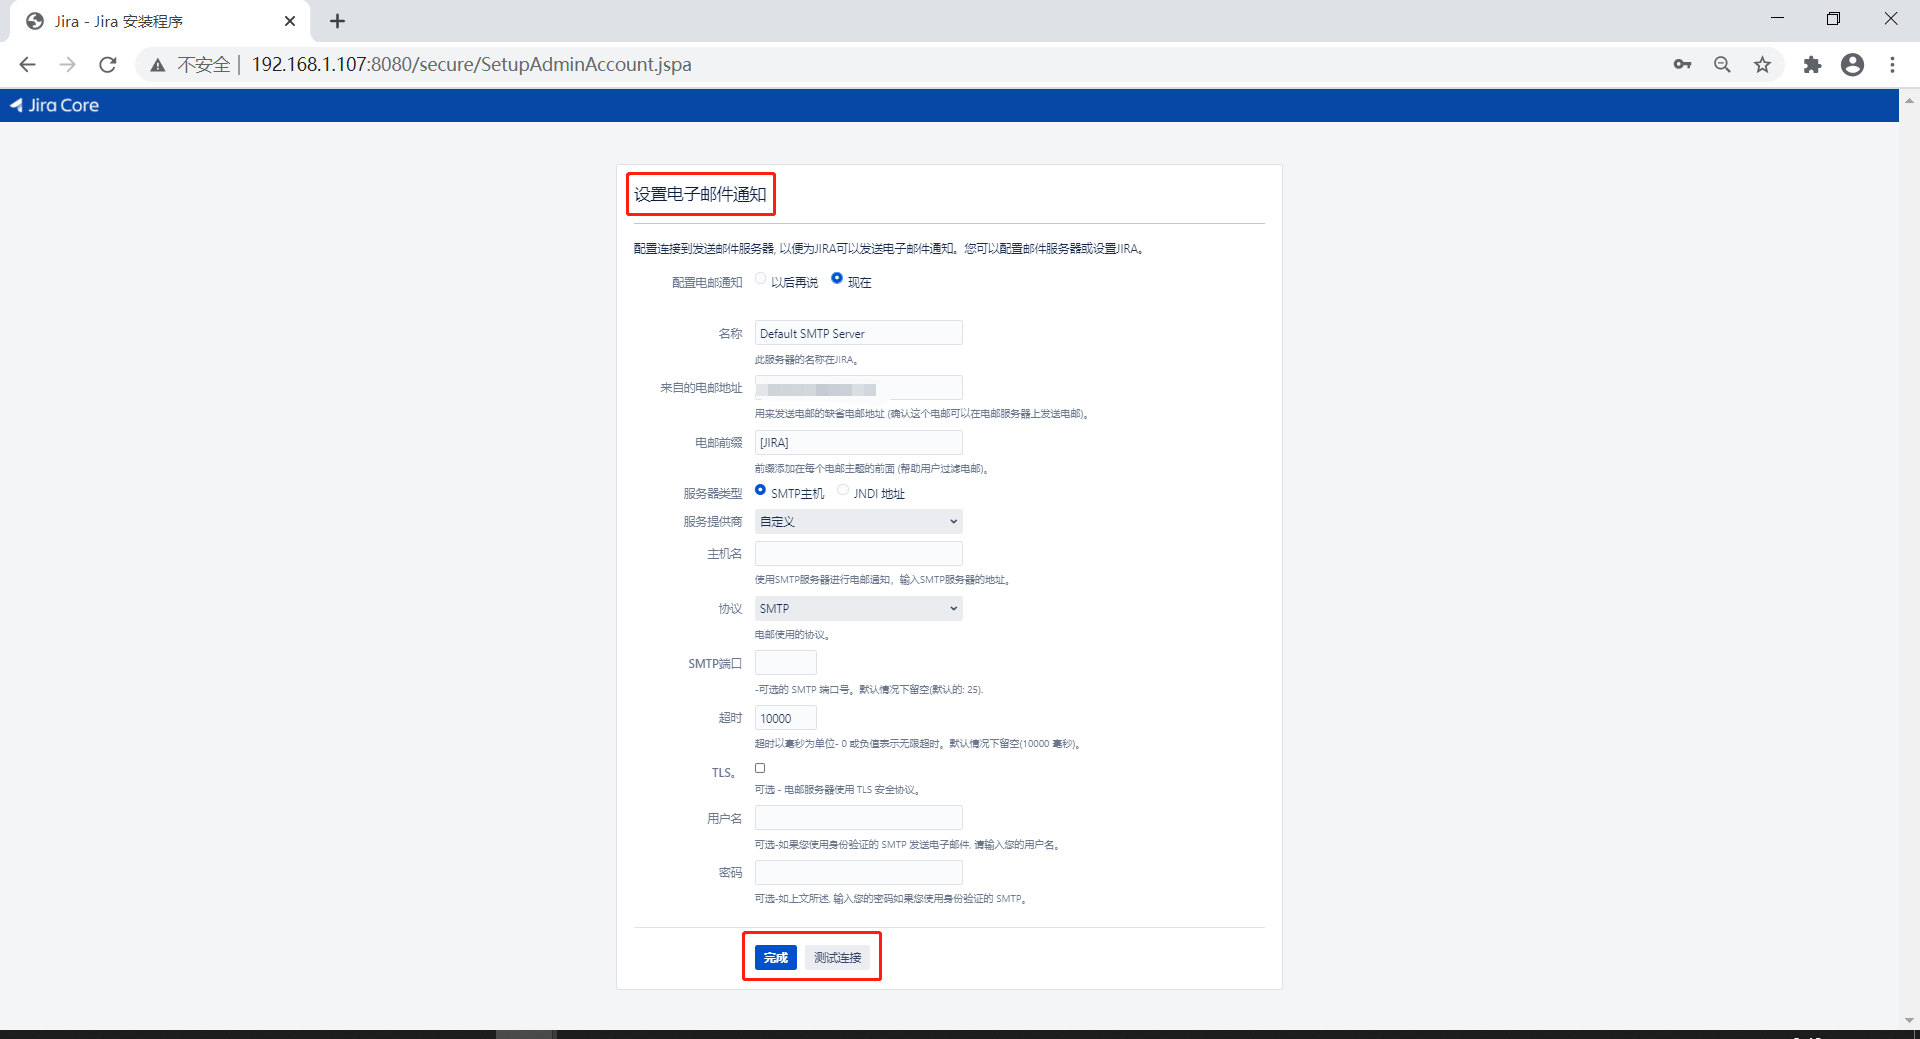 Jira - Jira 安装程序
不安全 | 192.168.1.107:8080/secure/SetupAdminAccount.jspa
Jira Core
设置电子邮件通知
配置连接到发送邮件服务器, 以便为JIRA可以发送电子邮件通知。您可以配置邮件服务器或设置JIRA。
配置电邮通知 以后再说 现在
名称 Default SMTP Server
此服务器的名称在JIRA。
来自的电邮地址
用来发送电邮的缺省电邮地址 (确认这个电邮可以在电邮服务器上发送电邮)。
电邮前缀 [JIRA]
前缀添加在每个电邮主题的前面 (帮助用户过滤电邮)。
服务器类型 SMTP主机 JNDI 地址
服务提供商 自定义
主机名
使用SMTP服务器进行电邮通知，输入SMTP服务器的地址。
协议 SMTP
电邮使用的协议。
SMTP端口
-可选的 SMTP 端口号。默认情况下留空(默认的: 25).
超时 10000
超时以毫秒为单位- 0 或负值表示无限超时。默认情况下留空(10000 毫秒)。
TLS。
可选 - 电邮服务器使用 TLS 安全协议。
用户名
可选-如果您使用身份验证的 SMTP 发送电子邮件, 请输入您的用户名。
密码
可选-如上文所述, 输入您的密码如果您使用身份验证的 SMTP。
完成 测试连接